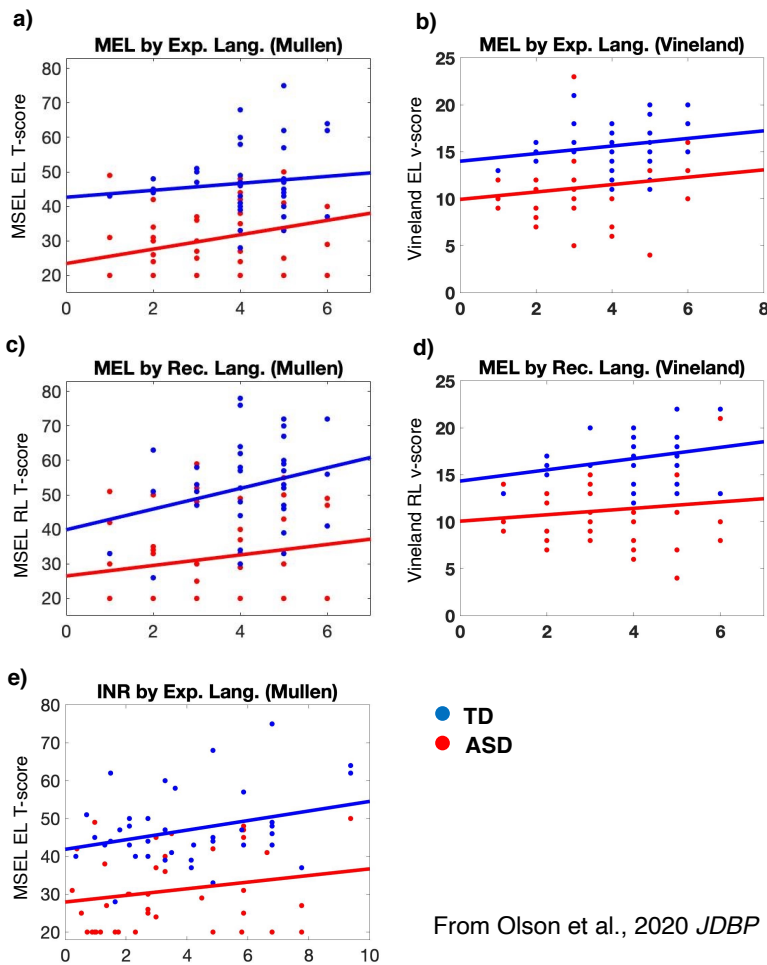 a)
MEL by Exp. Lang. (Mullen)
MSEL EL T-score
80
70
60
50
40
30
20
0 2 4 6
b)
MEL by Exp. Lang. (Vineland)
Vineland EL v-score
25
20
15
10
5
0
0 2 4 6 8
c)
MEL by Rec. Lang. (Mullen)
MSEL RL T-score
80
70
60
50
40
30
20
0 2 4 6
d)
MEL by Rec. Lang. (Vineland)
Vineland RL v-score
25
20
15
10
5
0
0 2 4 6
e)
INR by Exp. Lang. (Mullen)
MSEL EL T-score
80
70
60
50
40
30
20
0 2 4 6 8 10
TD
ASD
From Olson et al., 2020 JDBP